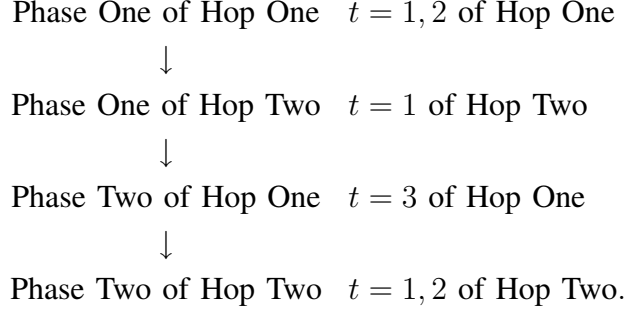 Phase One of Hop One t = 1, 2 of Hop One
↓
Phase One of Hop Two t = 1 of Hop Two
↓
Phase Two of Hop One t = 3 of Hop One
↓
Phase Two of Hop Two t = 1, 2 of Hop Two.